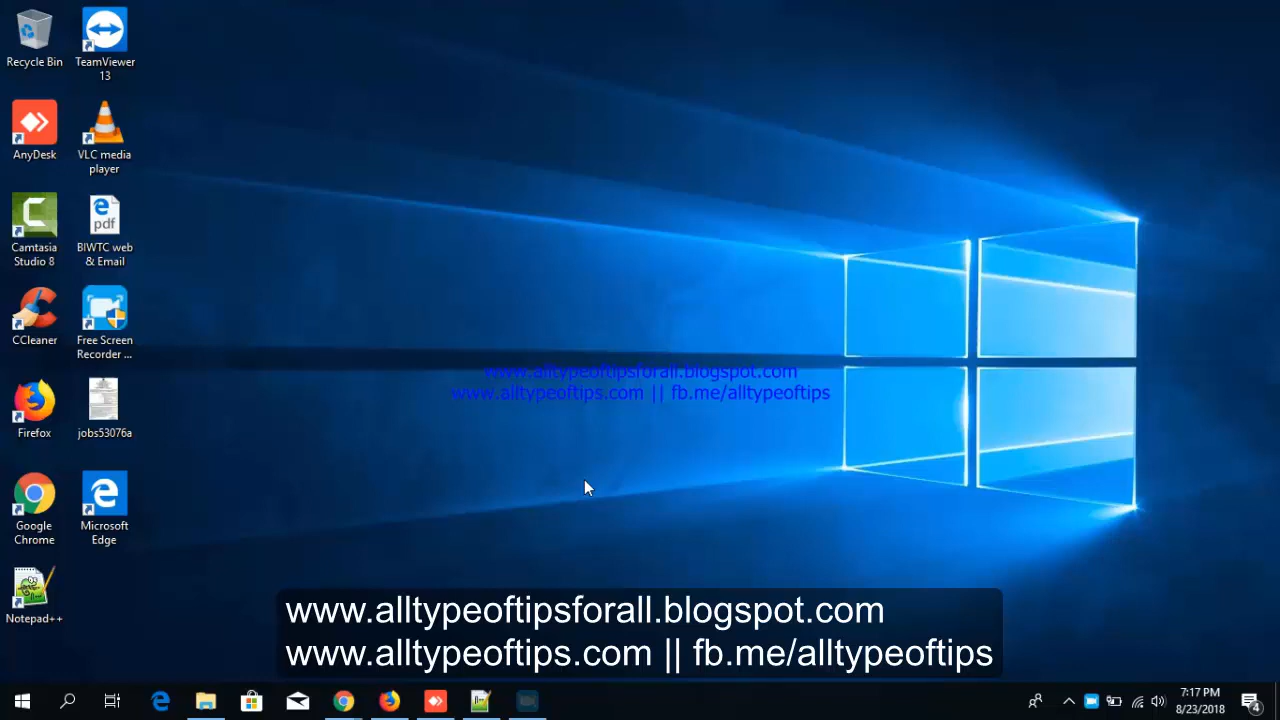 Recycle Bin
TeamViewer
13
AnyDesk
VLC media
player
Camtasia
Studio 8
pdf
BIWTC web
& Email
CCleaner
Free Screen
Recorder ...
Firefox
jobs53076a
Google
Chrome
Microsoft
Edge
Notepad++
www.alltypeoftipsforall.blogspot.com
www.alltypeoftips.com || fb.me/alltypeoftips
www.alltypeoftipsforall.blogspot.com
www.alltypeoftips.com || fb.me/alltypeoftips
7:17 PM
8/23/2018
4